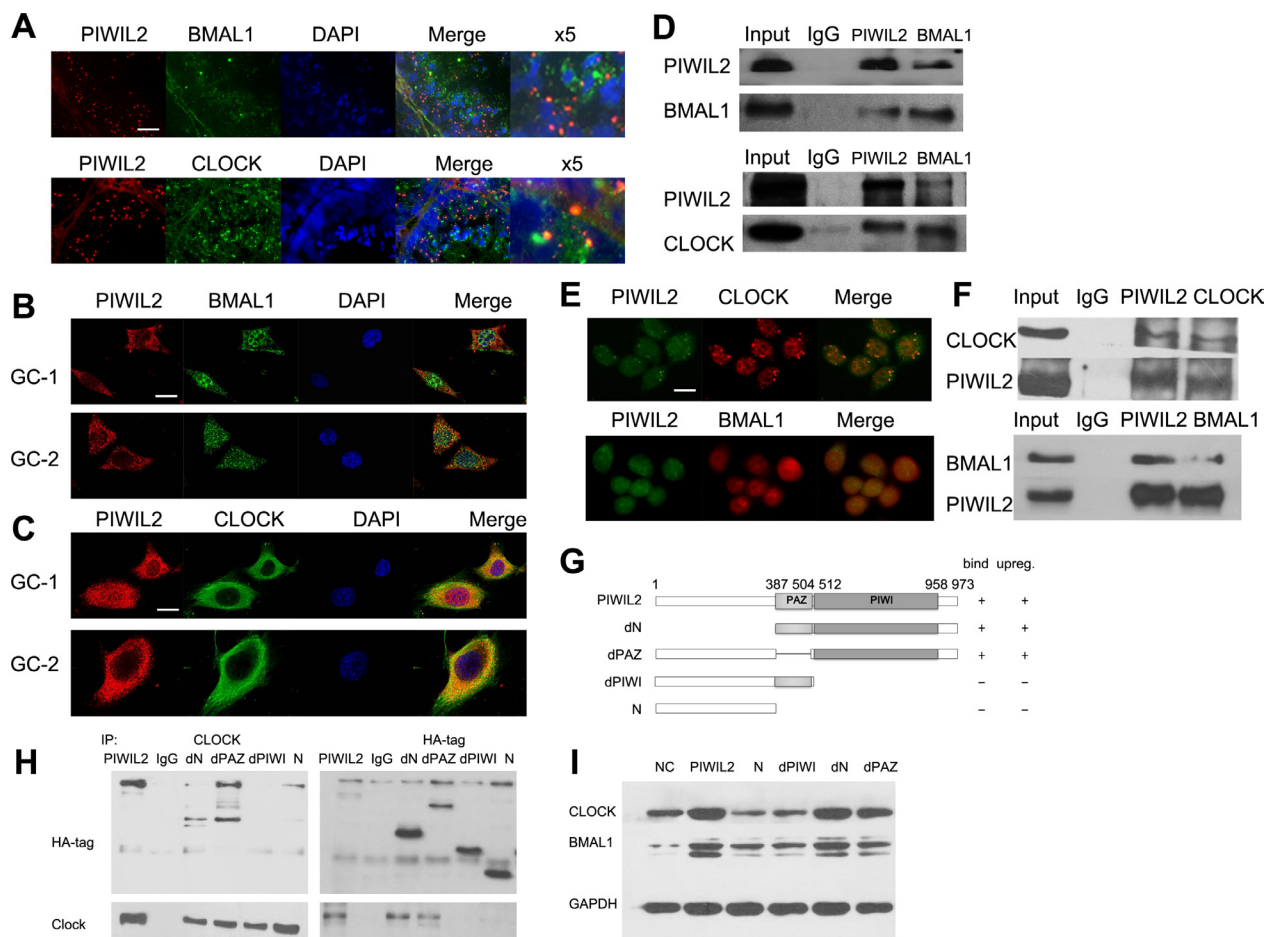 A
PIWIL2 BMAL1 DAPI Merge x5
PIWIL2 CLOCK DAPI Merge x5
B
PIWIL2 BMAL1 DAPI Merge
GC-1
GC-2
C
PIWIL2 CLOCK DAPI Merge
GC-1
GC-2
D
Input IgG PIWIL2 BMAL1
PIWIL2
BMAL1
Input IgG PIWIL2 BMAL1
PIWIL2
CLOCK
E
PIWIL2 CLOCK Merge
PIWIL2 BMAL1 Merge
F
Input IgG PIWIL2 CLOCK
CLOCK
PIWIL2
Input IgG PIWIL2 BMAL1
BMAL1
PIWIL2
G
bind upreg.
1 387 504 512 958 973
PIWIL2 PAZ PIWI + +
dN + +
dPAZ + +
dPIWI – –
N – –
H
IP: CLOCK HA-tag
PIWIL2 IgG dN dPAZ dPIWI N PIWIL2 IgG dN dPAZ dPIWI N
HA-tag
Clock
I
NC PIWIL2 N dPIWI dN dPAZ
CLOCK
BMAL1
GAPDH